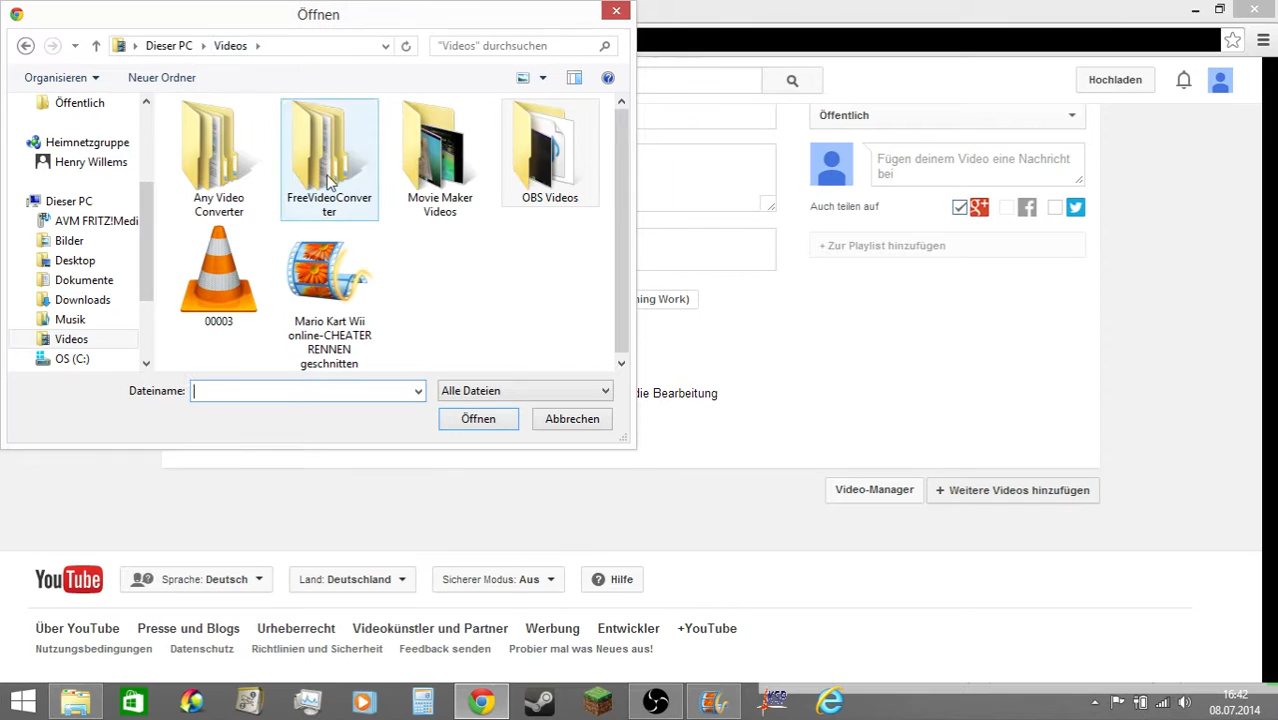 Öffnen
Dieser PC
Videos
"Videos" durchsuchen
Organisieren
Neuer Ordner
Öffentlich
Heimnetzgruppe
Henry Willems
Dieser PC
AVM FRITZ!Medi
Bilder
Desktop
Dokumente
Downloads
Musik
Videos
OS (C:)
Any Video
Converter
FreeVideoConver
ter
Movie Maker
Videos
OBS Videos
00003
Mario Kart Wii
online-CHEATER
RENNEN
geschnitten
Dateiname:
Alle Dateien
Öffnen
Abbrechen
Hochladen
Öffentlich
Fügen deinem Video eine Nachricht
bei
Auch teilen auf
+ Zur Playlist hinzufügen
ning Work)
die Bearbeitung
Video-Manager
+ Weitere Videos hinzufügen
YouTube
Sprache: Deutsch
Land: Deutschland
Sicherer Modus: Aus
Hilfe
Über YouTube
Presse und Blogs
Urheberrecht
Videokünstler und Partner
Werbung
Entwickler
+YouTube
Nutzungsbedingungen
Datenschutz
Richtlinien und Sicherheit
Feedback senden
Probier mal was Neues aus!
16:42
08.07.2014